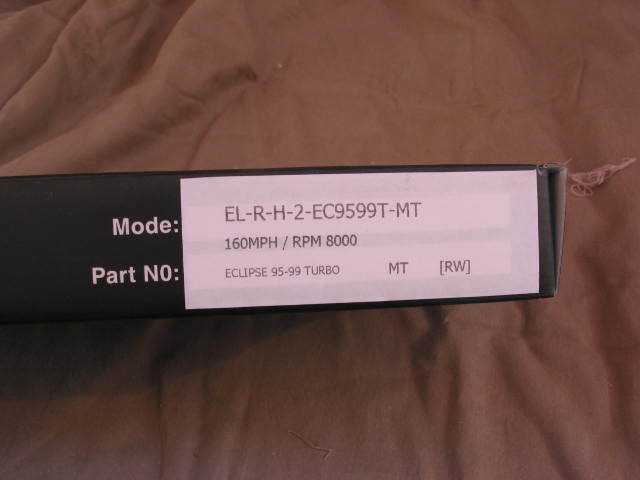 Mode: EL-R-H-2-EC9599T-MT
160MPH / RPM 8000
Part N0: ECLIPSE 95-99 TURBO MT [RW]